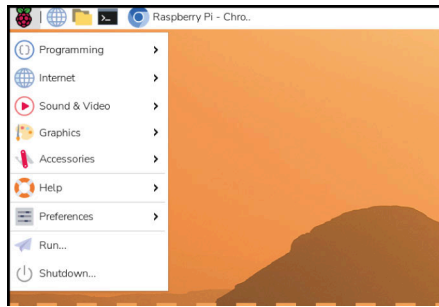 Raspberry Pi - Chro..
Programming
Internet
Sound & Video
Graphics
Accessories
Help
Preferences
Run...
Shutdown...